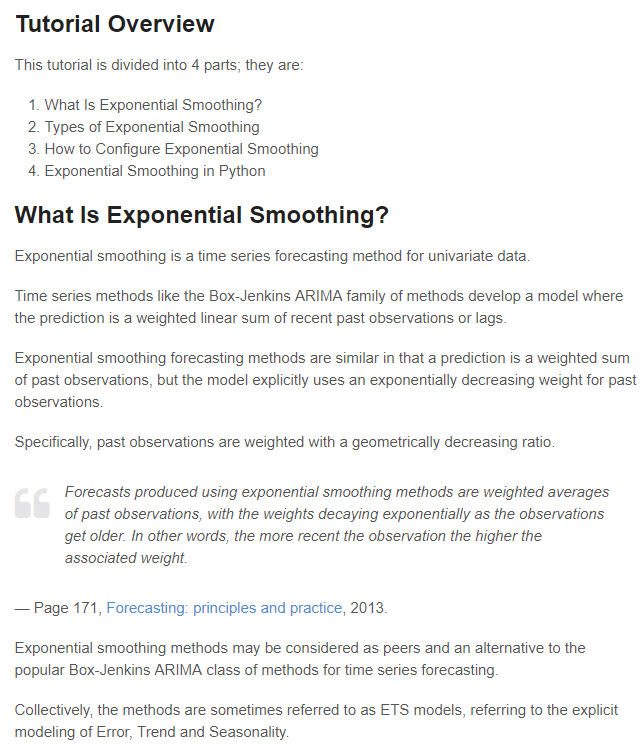 Tutorial Overview
This tutorial is divided into 4 parts; they are:
1. What Is Exponential Smoothing?
2. Types of Exponential Smoothing
3. How to Configure Exponential Smoothing
4. Exponential Smoothing in Python
What Is Exponential Smoothing?
Exponential smoothing is a time series forecasting method for univariate data.
Time series methods like the Box-Jenkins ARIMA family of methods develop a model where
the prediction is a weighted linear sum of recent past observations or lags.
Exponential smoothing forecasting methods are similar in that a prediction is a weighted sum
of past observations, but the model explicitly uses an exponentially decreasing weight for past
observations.
Specifically, past observations are weighted with a geometrically decreasing ratio.
Forecasts produced using exponential smoothing methods are weighted averages
of past observations, with the weights decaying exponentially as the observations
get older. In other words, the more recent the observation the higher the
associated weight.
— Page 171, Forecasting: principles and practice, 2013.
Exponential smoothing methods may be considered as peers and an alternative to the
popular Box-Jenkins ARIMA class of methods for time series forecasting.
Collectively, the methods are sometimes referred to as ETS models, referring to the explicit
modeling of Error, Trend and Seasonality.